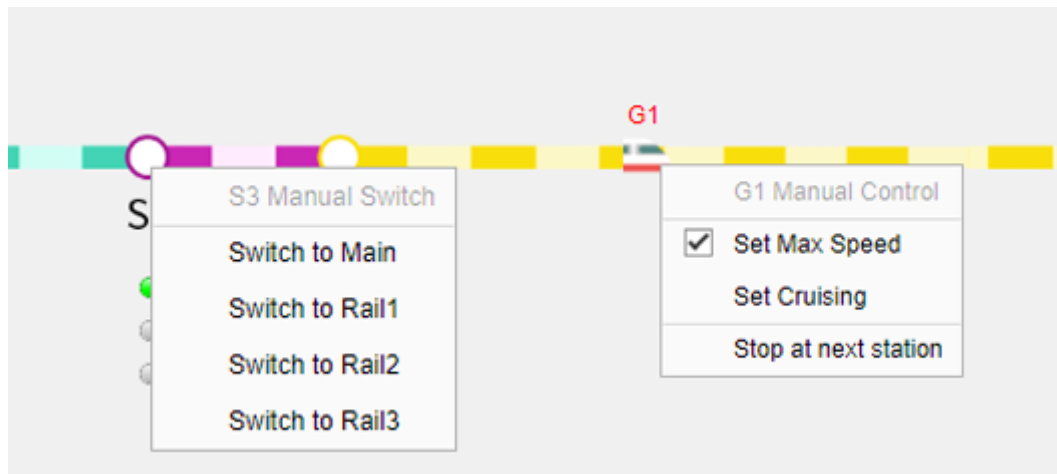 G1
S
S3 Manual Switch
Switch to Main
Switch to Rail1
Switch to Rail2
Switch to Rail3
G1 Manual Control
Set Max Speed
Set Cruising
Stop at next station